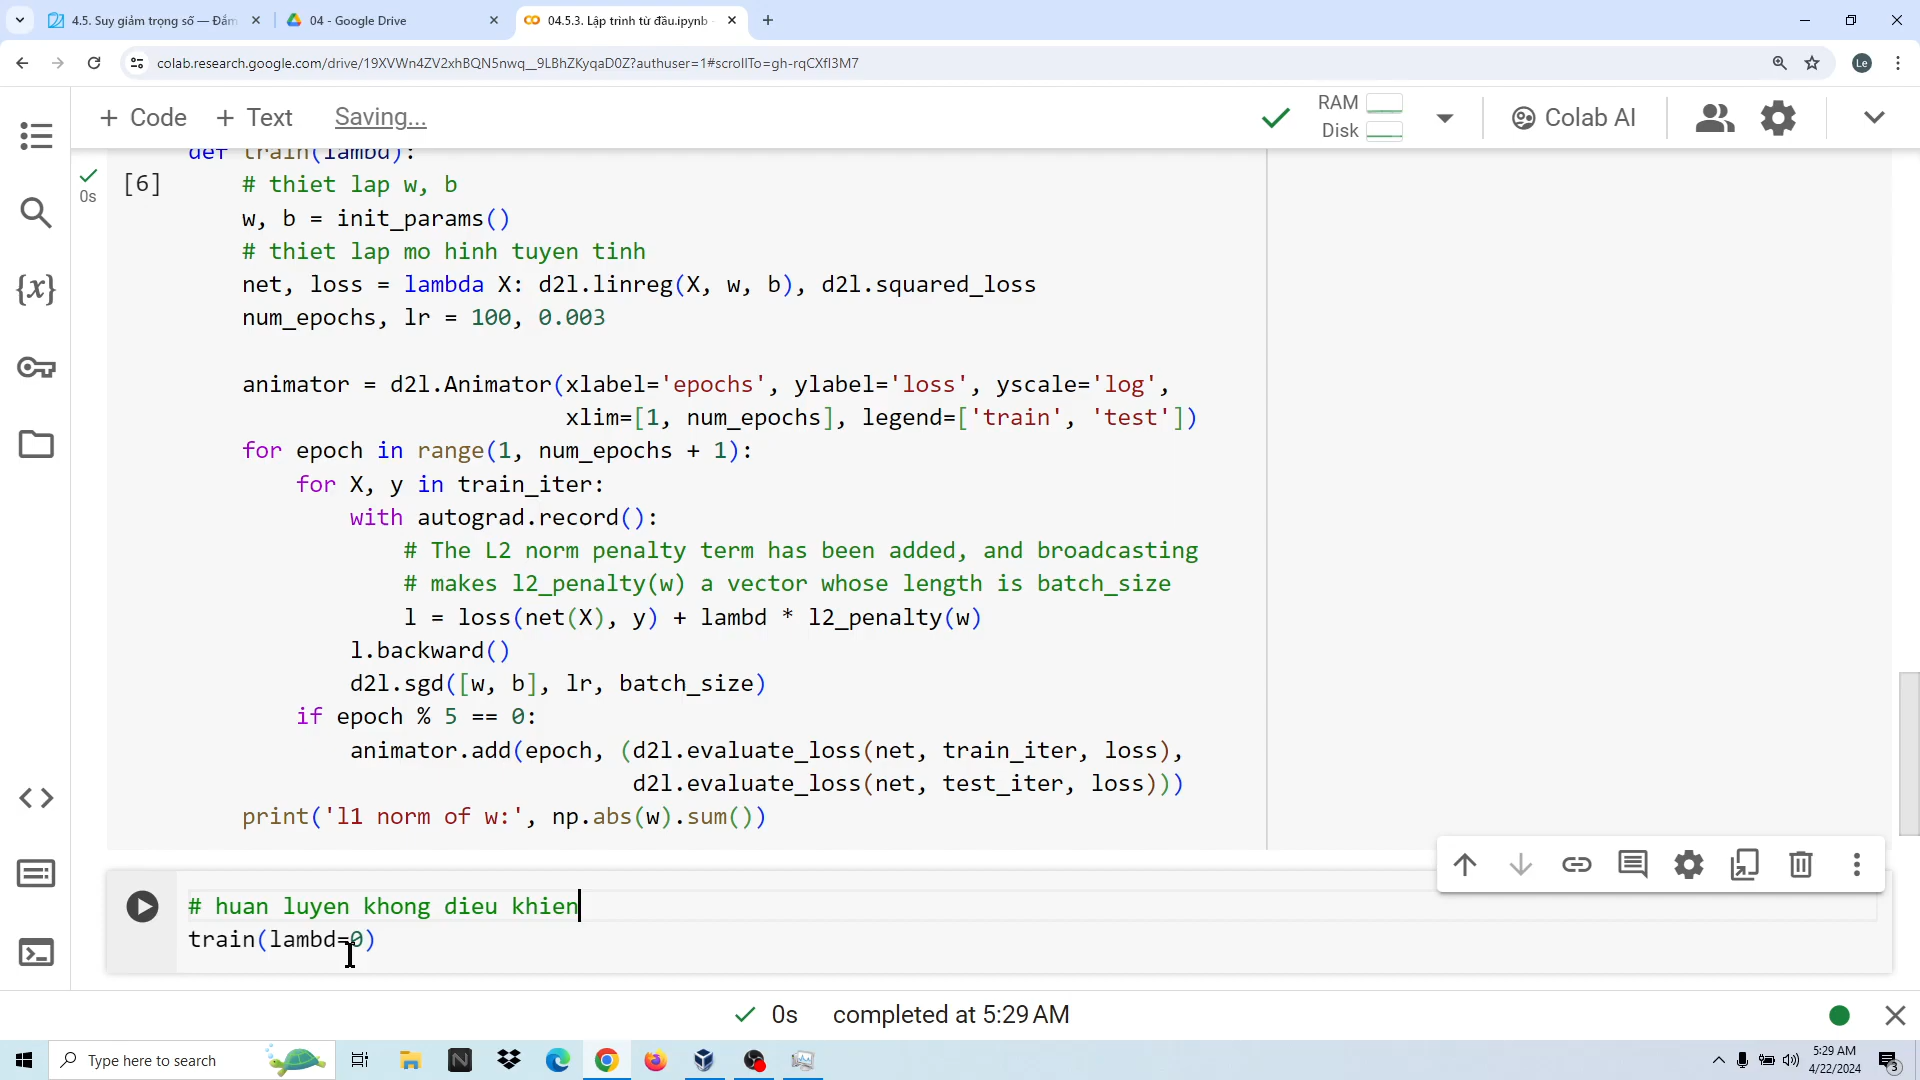 4.5. Suy giảm trọng số — Đắm
04 - Google Drive
04.5.3. Lập trình từ đầu.ipynb -
colab.research.google.com/drive/19XVWn4ZV2xhBQN5nwq__9LBhZKyqaD0Z?authuser=1#scrollTo=gh-rqCXfI3M7
Le
+ Code
+ Text
Saving...
RAM
Disk
Colab AI
def train(lambd):
0s
[6]
# thiet lap w, b
w, b = init_params()
# thiet lap mo hinh tuyen tinh
net, loss = lambda X: d2l.linreg(X, w, b), d2l.squared_loss
num_epochs, lr = 100, 0.003
animator = d2l.Animator(xlabel='epochs', ylabel='loss', yscale='log',
xlim=[1, num_epochs], legend=['train', 'test'])
for epoch in range(1, num_epochs + 1):
for X, y in train_iter:
with autograd.record():
# The L2 norm penalty term has been added, and broadcasting
# makes l2_penalty(w) a vector whose length is batch_size
l = loss(net(X), y) + lambd * l2_penalty(w)
l.backward()
d2l.sgd([w, b], lr, batch_size)
if epoch % 5 == 0:
animator.add(epoch, (d2l.evaluate_loss(net, train_iter, loss),
d2l.evaluate_loss(net, test_iter, loss)))
print('l1 norm of w:', np.abs(w).sum())
# huan luyen khong dieu khien
train(lambd=0)
0s completed at 5:29 AM
Type here to search
5:29 AM
4/22/2024
3